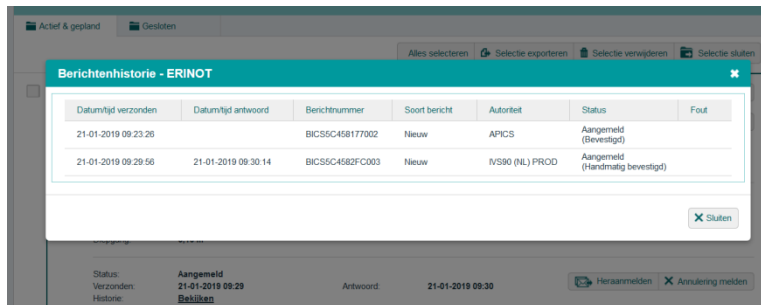 Actief & gepland Gesloten
Alles selecteren Selectie exporteren Selectie verwijderen Selectie sluiten
Berichtenhistorie - ERINOT
Datum/tijd verzonden Datum/tijd antwoord Berichtnummer Soort bericht Autoriteit Status Fout
21-01-2019 09:23:26 BICS5C458177002 Nieuw APICS Aangemeld
(Bevestigd)
21-01-2019 09:29:56 21-01-2019 09:30:14 BICS5C4582FC003 Nieuw IVS90 (NL) PROD Aangemeld
(Handmatig bevestigd)
Sluiten
Status: Aangemeld
Verzonden: 21-01-2019 09:29 Antwoord: 21-01-2019 09:30 Heraanmelden Annulering melden
Historie: Bekijken